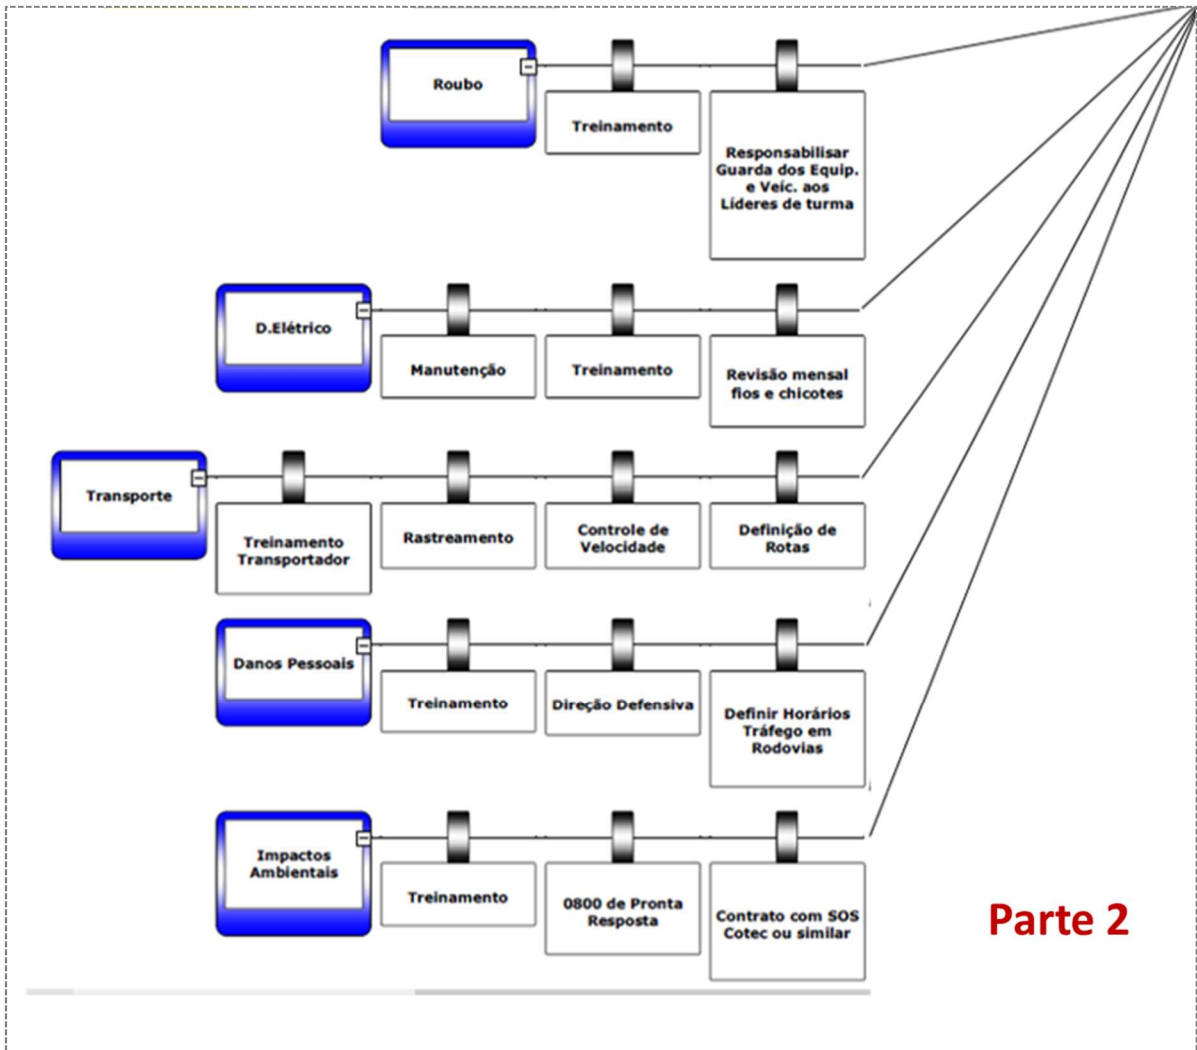 Roubo
Treinamento
Responsabilisar
Guarda dos Equip.
e Veíc. aos
Líderes de turma
D.Elétrico
Manutenção
Treinamento
Revisão mensal
fios e chicotes
Transporte
Treinamento
Transportador
Rastreamento
Controle de
Velocidade
Definição de
Rotas
Danos Pessoais
Treinamento
Direção Defensiva
Definir Horários
Tráfego em
Rodovias
Impactos
Ambientais
Treinamento
0800 de Pronta
Resposta
Contrato com SOS
Cotec ou similar
Parte 2